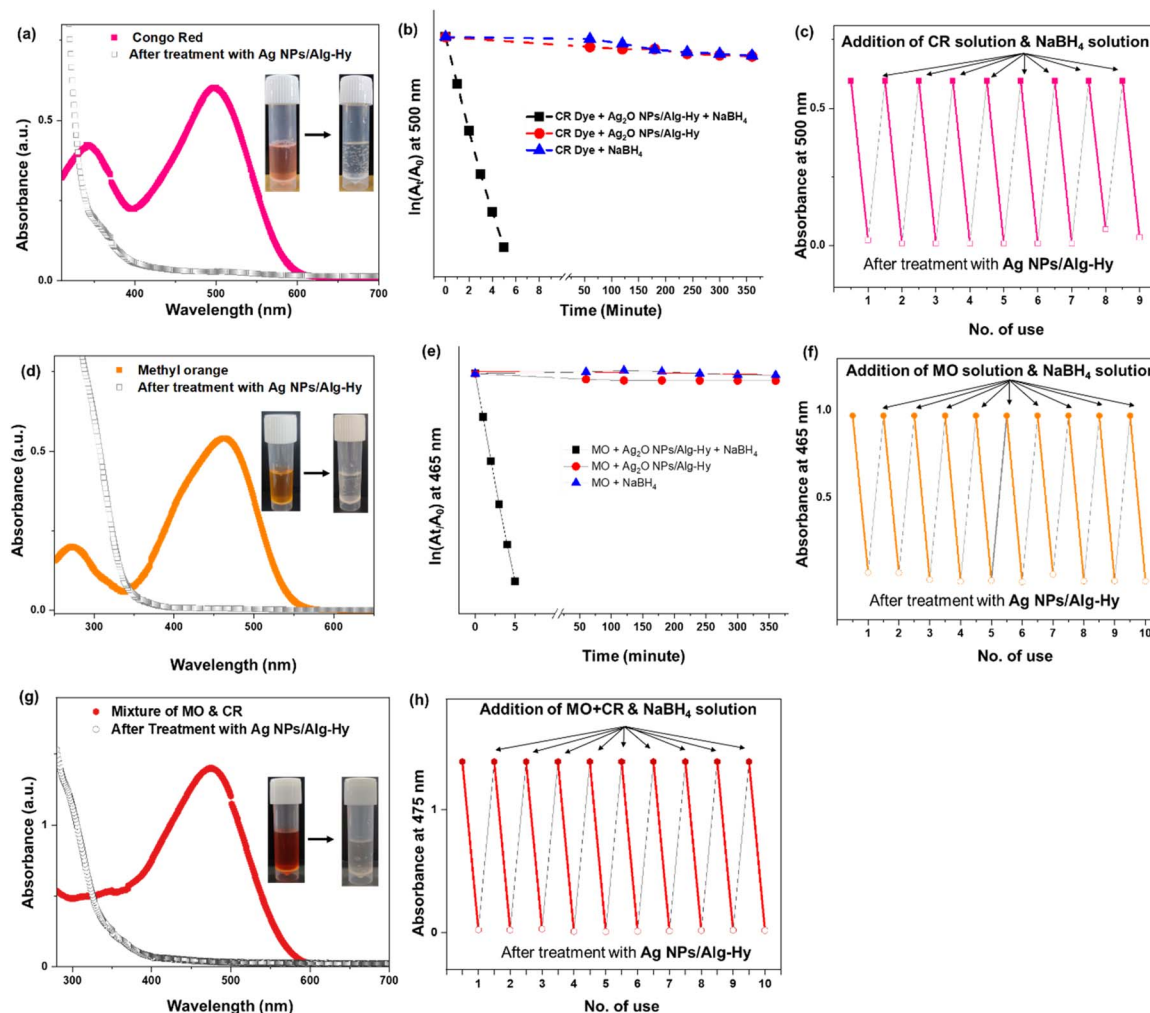 (a)
Congo Red
After treatment with Ag NPs/Alg-Hy
0.5
0.0
400 500 600 700
Absorbance (a.u.)
Wavelength (nm)
(b)
CR Dye + Ag₂O NPs/Alg-Hy + NaBH₄
CR Dye + Ag₂O NPs/Alg-Hy
CR Dye + NaBH₄
ln(Aₜ/A₀) at 500 nm
0 2 4 6 8 60 120 180 240 300 360
Time (Minute)
(c)
Addition of CR solution & NaBH₄ solution
0.5
0.0
Absorbance at 500 nm
After treatment with Ag NPs/Alg-Hy
1 2 3 4 5 6 7 8 9
No. of use
(d)
Methyl orange
After treatment with Ag NPs/Alg-Hy
0.5
0.0
Absorbance (a.u.)
300 400 500 600
Wavelength (nm)
(e)
MO + Ag₂O NPs/Alg-Hy + NaBH₄
MO + Ag₂O NPs/Alg-Hy
MO + NaBH₄
ln(At/A₀) at 465 nm
0 5 50 100 150 200 250 300 350
Time (minute)
(f)
Addition of MO solution & NaBH₄ solution
1.0
0.5
Absorbance at 465 nm
After treatment with Ag NPs/Alg-Hy
1 2 3 4 5 6 7 8 9 10
No. of use
(g)
Mixture of MO & CR
After Treatment with Ag NPs/Alg-Hy
1
0
Absorbance (a.u.)
300 400 500 600 700
Wavelength (nm)
(h)
Addition of MO+CR & NaBH₄ solution
1
0
Absorbance at 475 nm
After treatment with Ag NPs/Alg-Hy
1 2 3 4 5 6 7 8 9 10
No. of use